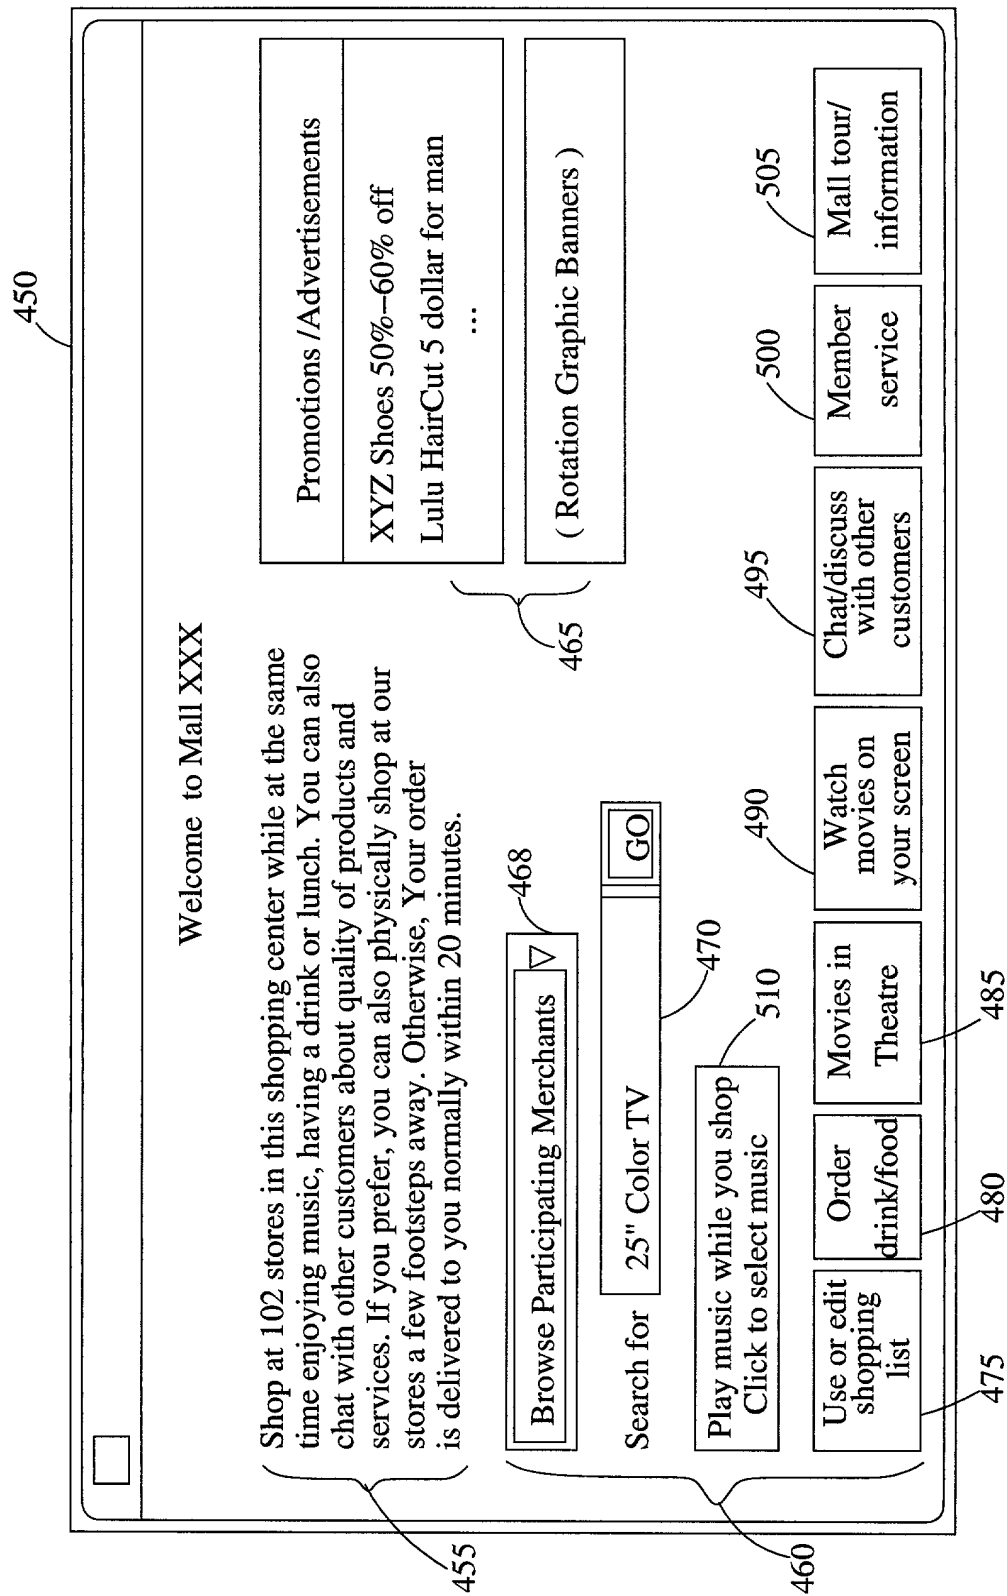 450
Welcome to Mall XXX
Shop at 102 stores in this shopping center while at the same
time enjoying music, having a drink or lunch. You can also
chat with other customers about quality of products and
services. If you prefer, you can also physically shop at our
stores a few footsteps away. Otherwise, Your order
is delivered to you normally within 20 minutes.
455
Promotions /Advertisements
XYZ Shoes 50%–60% off
Lulu HairCut 5 dollar for man
...
( Rotation Graphic Banners )
465
Browse Participating Merchants ▽
468
Search for 25" Color TV GO
470
Play music while you shop
Click to select music
510
460
Use or edit
shopping
list
475
Order
drink/food
480
Movies in
Theatre
485
Watch
movies on
your screen
490
Chat/discuss
with other
customers
495
Member
service
500
Mall tour/
information
505